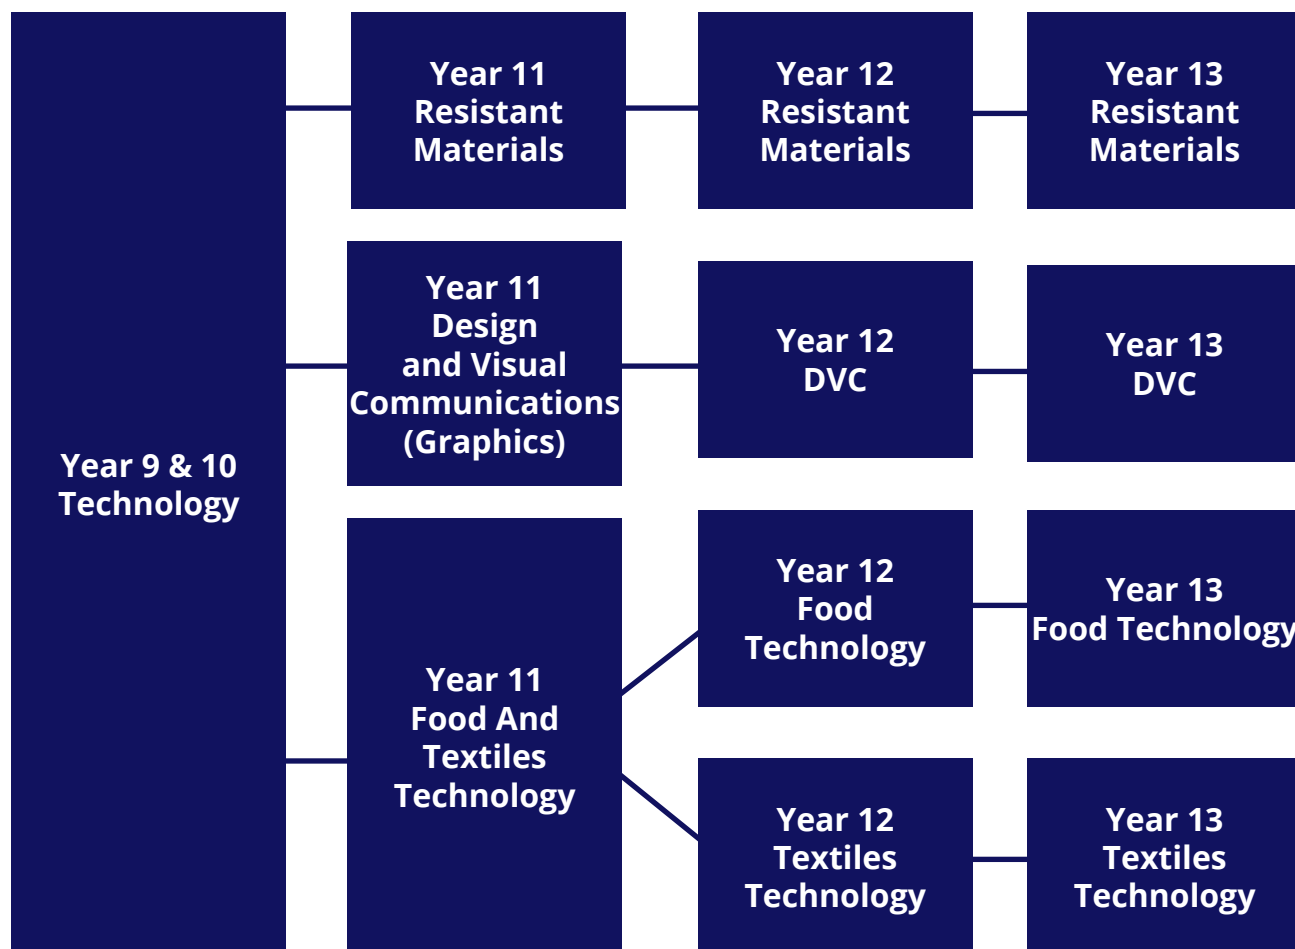 Year 9 & 10
Technology
Year 11
Resistant
Materials
Year 12
Resistant
Materials
Year 13
Resistant
Materials
Year 11
Design
and Visual
Communications
(Graphics)
Year 12
DVC
Year 13
DVC
Year 11
Food And
Textiles
Technology
Year 12
Food
Technology
Year 13
Food Technology
Year 12
Textiles
Technology
Year 13
Textiles
Technology